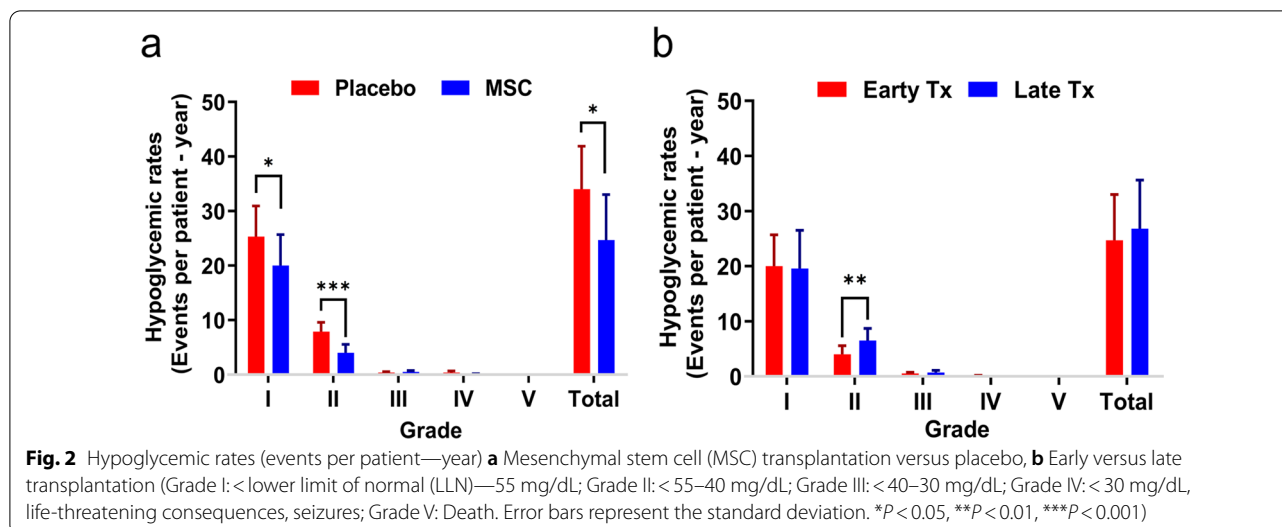 a
Placebo MSC
Hypoglycemic rates
(Events per patient - year)
50
40
30
20
10
0
*
***
*
I II III IV V Total
Grade
b
Earty Tx Late Tx
Hypoglycemic rates
(Events per patient - year)
50
40
30
20
10
0
**
I II III IV V Total
Grade
Fig. 2 Hypoglycemic rates (events per patient—year) a Mesenchymal stem cell (MSC) transplantation versus placebo, b Early versus late
transplantation (Grade I: < lower limit of normal (LLN)—55 mg/dL; Grade II: < 55–40 mg/dL; Grade III: < 40–30 mg/dL; Grade IV: < 30 mg/dL,
life-threatening consequences, seizures; Grade V: Death. Error bars represent the standard deviation. *P < 0.05, **P < 0.01, ***P < 0.001)